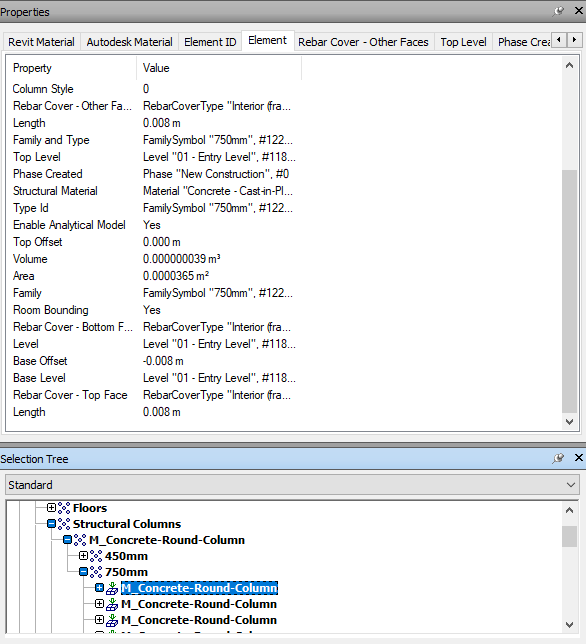 Properties
Revit Material Autodesk Material Element ID Element Rebar Cover - Other Faces Top Level Phase Crea
Property Value
Column Style 0
Rebar Cover - Other Fa... RebarCoverType "Interior (fra...
Length 0.008 m
Family and Type FamilySymbol "750mm", #122...
Top Level Level "01 - Entry Level", #118...
Phase Created Phase "New Construction", #0
Structural Material Material "Concrete - Cast-in-Pl...
Type Id FamilySymbol "750mm", #122...
Enable Analytical Model Yes
Top Offset 0.000 m
Volume 0.000000039 m³
Area 0.0000365 m²
Family FamilySymbol "750mm", #122...
Room Bounding Yes
Rebar Cover - Bottom F... RebarCoverType "Interior (fra...
Level Level "01 - Entry Level", #118...
Base Offset -0.008 m
Base Level Level "01 - Entry Level", #118...
Rebar Cover - Top Face RebarCoverType "Interior (fra...
Length 0.008 m
Selection Tree
Standard
Floors
Structural Columns
M_Concrete-Round-Column
450mm
750mm
M_Concrete-Round-Column
M_Concrete-Round-Column
M_Concrete-Round-Column